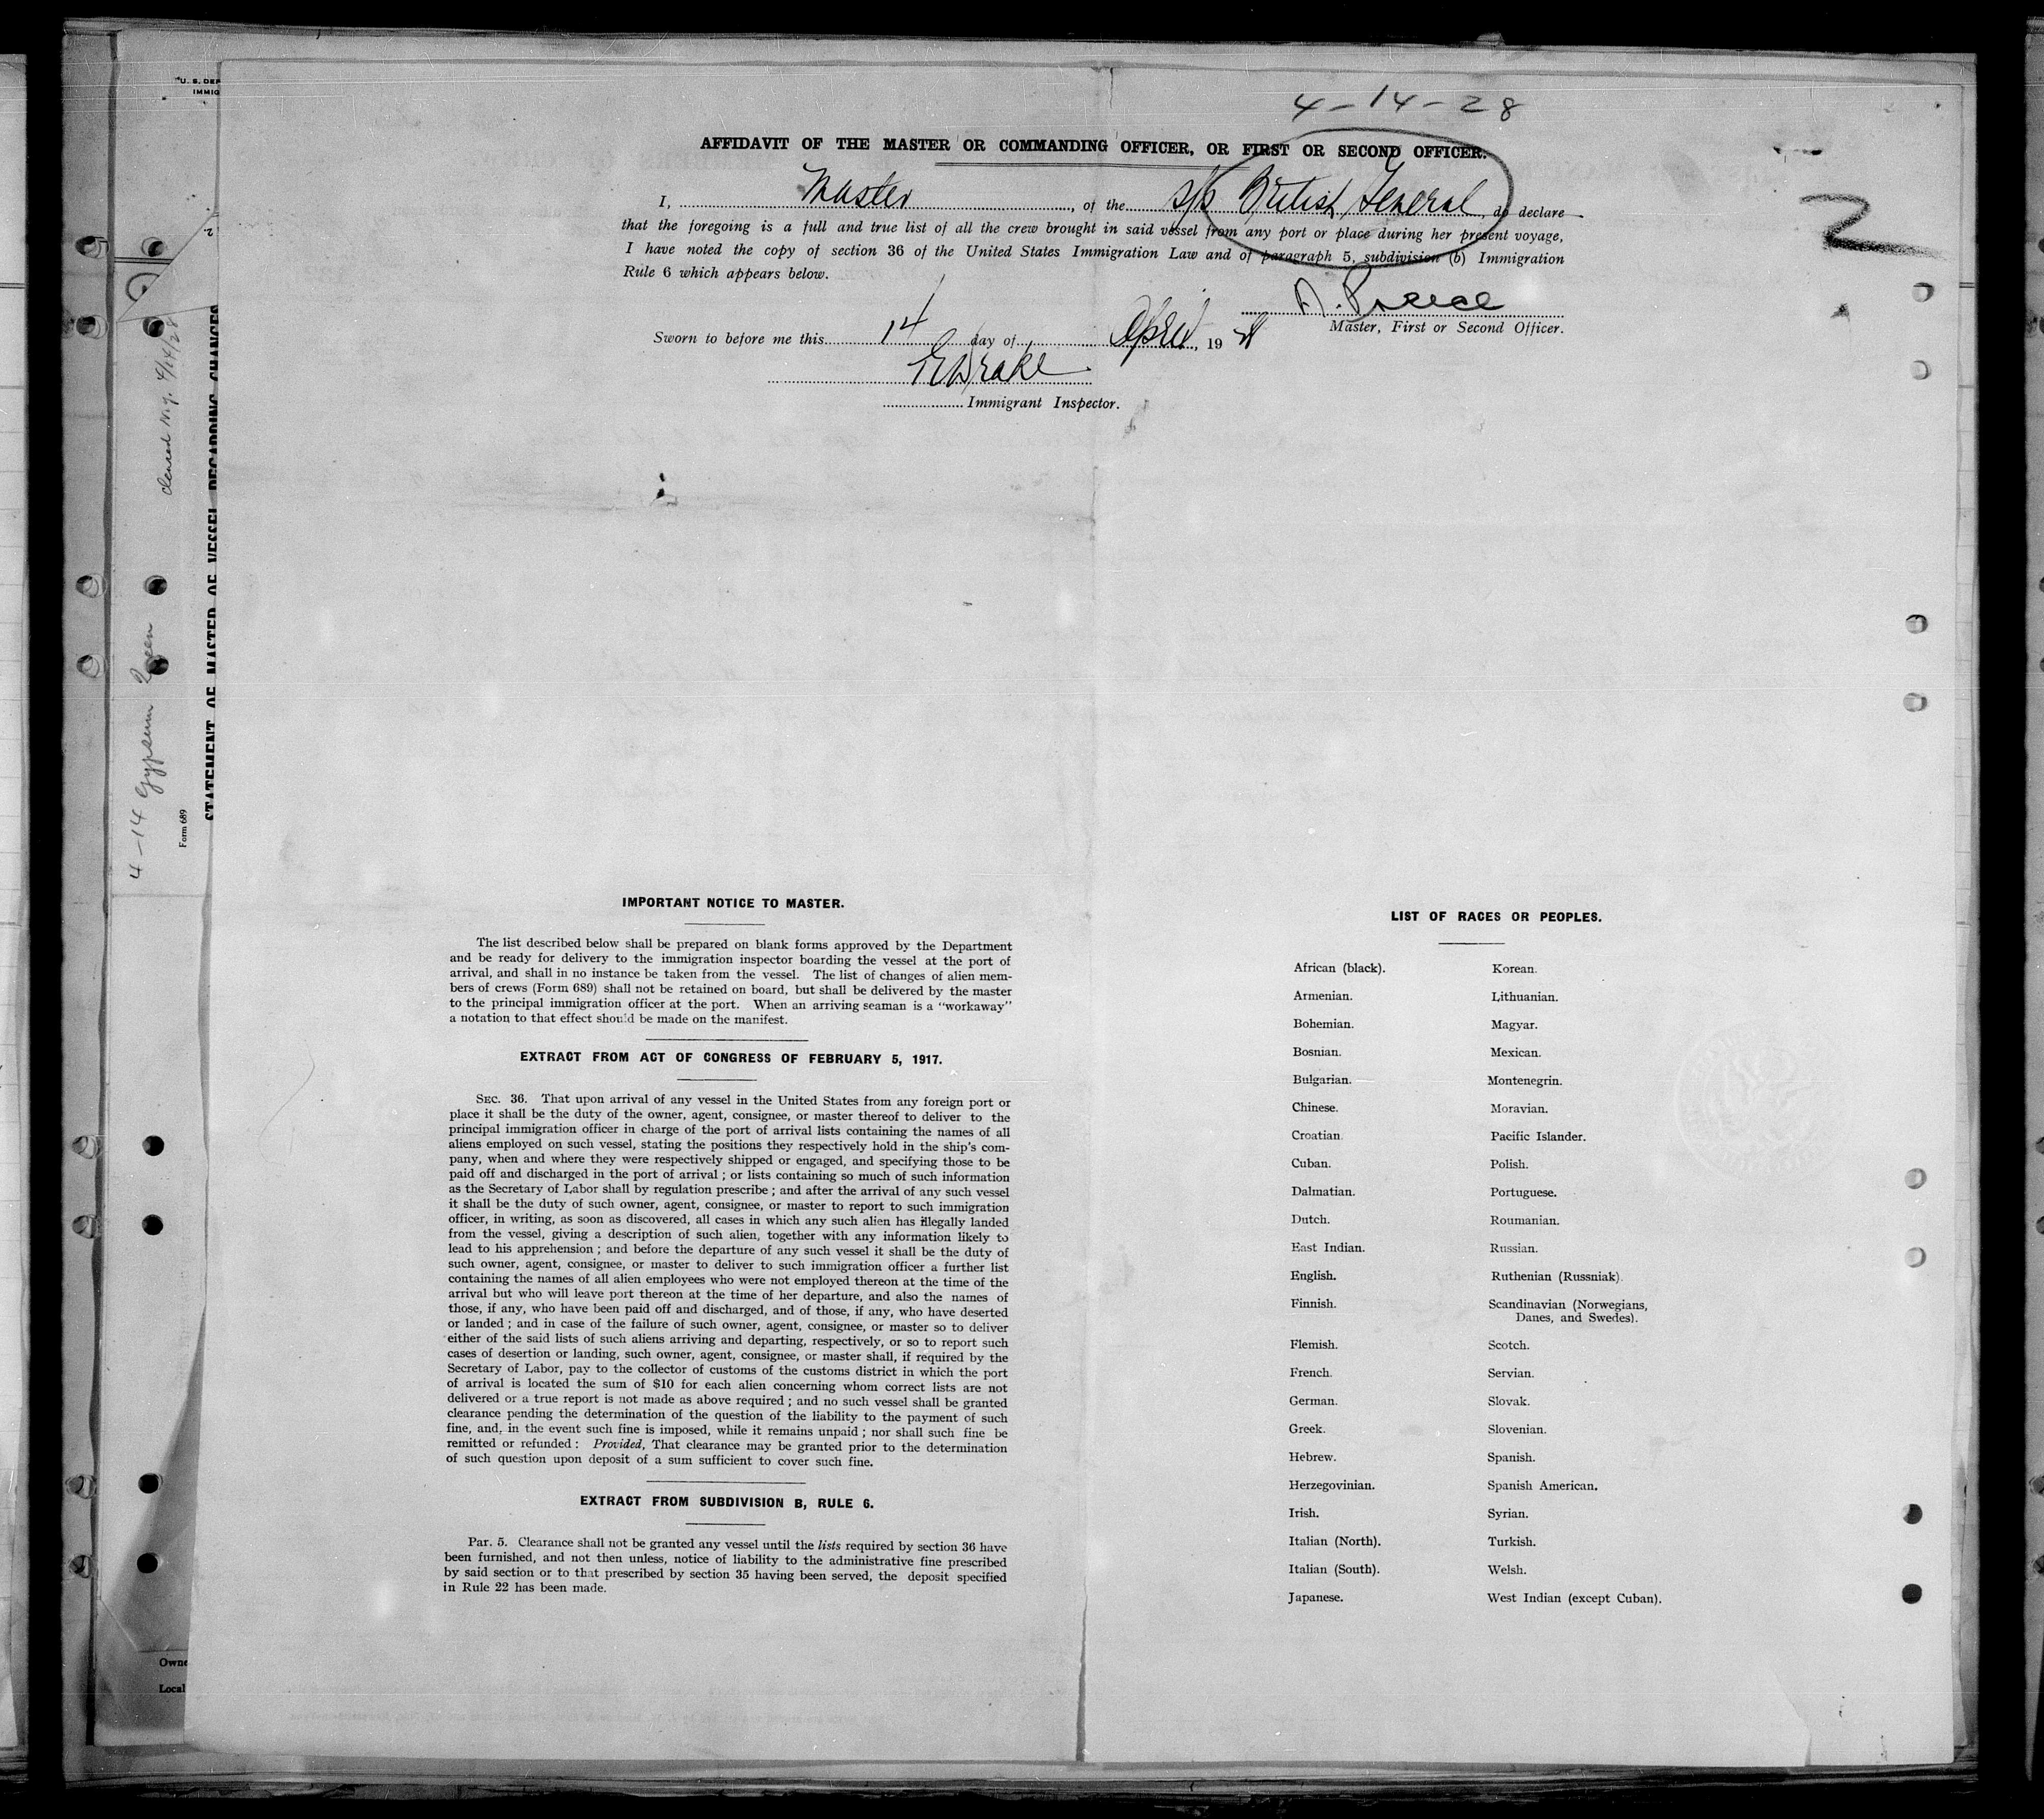 4-14-28
AFFIDAVIT OF THE MASTER OR COMMANDING OFFICER, OR FIRST OR SECOND OFFICER.
I, Master, of the s/s British General, do declare
that the foregoing is a full and true list of all the crew brought in said vessel from any port or place during her present voyage,
I have noted the copy of section 36 of the United States Immigration Law and of paragraph 5, subdivision (b) Immigration
Rule 6 which appears below.
Master, First or Second Officer.
Sworn to before me this 14 day of April, 19 28
E Drake
Immigrant Inspector.
2
U. S. DEP
IMMIG
STATEMENT OF MASTER OF VESSEL REGARDING CHANGES
Form 689
4-14 Gypsum Queen
cleared N.Y. 4/14/28
Owne
Local
IMPORTANT NOTICE TO MASTER.
The list described below shall be prepared on blank forms approved by the Department
and be ready for delivery to the immigration inspector boarding the vessel at the port of
arrival, and shall in no instance be taken from the vessel. The list of changes of alien mem-
bers of crews (Form 689) shall not be retained on board, but shall be delivered by the master
to the principal immigration officer at the port. When an arriving seaman is a "workaway"
a notation to that effect should be made on the manifest.
EXTRACT FROM ACT OF CONGRESS OF FEBRUARY 5, 1917.
SEC. 36. That upon arrival of any vessel in the United States from any foreign port or
place it shall be the duty of the owner, agent, consignee, or master thereof to deliver to the
principal immigration officer in charge of the port of arrival lists containing the names of all
aliens employed on such vessel, stating the positions they respectively hold in the ship's com-
pany, when and where they were respectively shipped or engaged, and specifying those to be
paid off and discharged in the port of arrival; or lists containing so much of such information
as the Secretary of Labor shall by regulation prescribe; and after the arrival of any such vessel
it shall be the duty of such owner, agent, consignee, or master to report to such immigration
officer, in writing, as soon as discovered, all cases in which any such alien has illegally landed
from the vessel, giving a description of such alien, together with any information likely to
lead to his apprehension; and before the departure of any such vessel it shall be the duty of
such owner, agent, consignee, or master to deliver to such immigration officer a further list
containing the names of all alien employees who were not employed thereon at the time of the
arrival but who will leave port thereon at the time of her departure, and also the names of
those, if any, who have been paid off and discharged, and of those, if any, who have deserted
or landed; and in case of the failure of such owner, agent, consignee, or master so to deliver
either of the said lists of such aliens arriving and departing, respectively, or so to report such
cases of desertion or landing, such owner, agent, consignee, or master shall, if required by the
Secretary of Labor, pay to the collector of customs of the customs district in which the port
of arrival is located the sum of $10 for each alien concerning whom correct lists are not
delivered or a true report is not made as above required; and no such vessel shall be granted
clearance pending the determination of the question of the liability to the payment of such
fine, and, in the event such fine is imposed, while it remains unpaid; nor shall such fine be
remitted or refunded: Provided, That clearance may be granted prior to the determination
of such question upon deposit of a sum sufficient to cover such fine.
EXTRACT FROM SUBDIVISION B, RULE 6.
Par. 5. Clearance shall not be granted any vessel until the lists required by section 36 have
been furnished, and not then unless, notice of liability to the administrative fine prescribed
by said section or to that prescribed by section 35 having been served, the deposit specified
in Rule 22 has been made.
LIST OF RACES OR PEOPLES.
African (black).
Armenian.
Bohemian.
Bosnian.
Bulgarian.
Chinese.
Croatian.
Cuban.
Dalmatian.
Dutch.
East Indian.
English.
Finnish.
Flemish.
French.
German.
Greek.
Hebrew.
Herzegovinian.
Irish.
Italian (North).
Italian (South).
Japanese.
Korean.
Lithuanian.
Magyar.
Mexican.
Montenegrin.
Moravian.
Pacific Islander.
Polish.
Portuguese.
Roumanian.
Russian.
Ruthenian (Russniak).
Scandinavian (Norwegians,
Danes, and Swedes).
Scotch.
Servian.
Slovak.
Slovenian.
Spanish.
Spanish American.
Syrian.
Turkish.
Welsh.
West Indian (except Cuban).